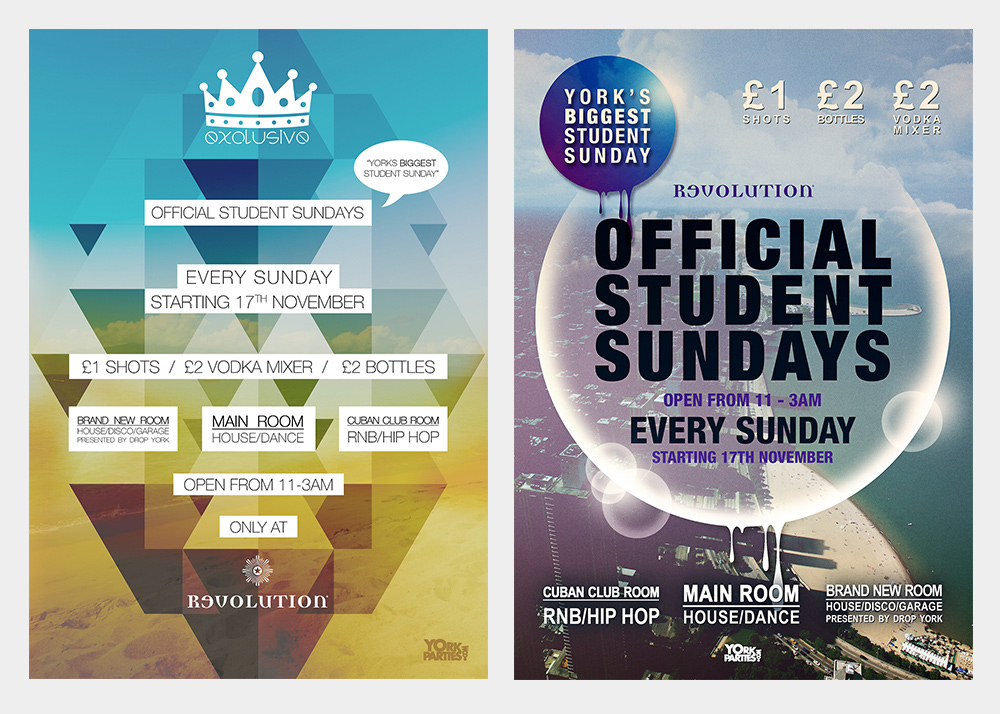 exclusive
"YORKS BIGGEST
STUDENT SUNDAY"
OFFICIAL STUDENT SUNDAYS
EVERY SUNDAY
STARTING 17TH NOVEMBER
£1 SHOTS / £2 VODKA MIXER / £2 BOTTLES
BRAND NEW ROOM
HOUSE/DISCO/GARAGE
PRESENTED BY DROP YORK
MAIN ROOM
HOUSE/DANCE
CUBAN CLUB ROOM
RNB/HIP HOP
OPEN FROM 11-3AM
ONLY AT
REVOLUTION
YORK
PARTIES
YORK'S
BIGGEST
STUDENT
SUNDAY
£1
SHOTS
£2
BOTTLES
£2
VODKA
MIXER
REVOLUTION
OFFICIAL
STUDENT
SUNDAYS
OPEN FROM 11 - 3AM
EVERY SUNDAY
STARTING 17TH NOVEMBER
CUBAN CLUB ROOM
RNB/HIP HOP
MAIN ROOM
HOUSE/DANCE
BRAND NEW ROOM
HOUSE/DISCO/GARAGE
PRESENTED BY DROP YORK
YORK
PARTIES